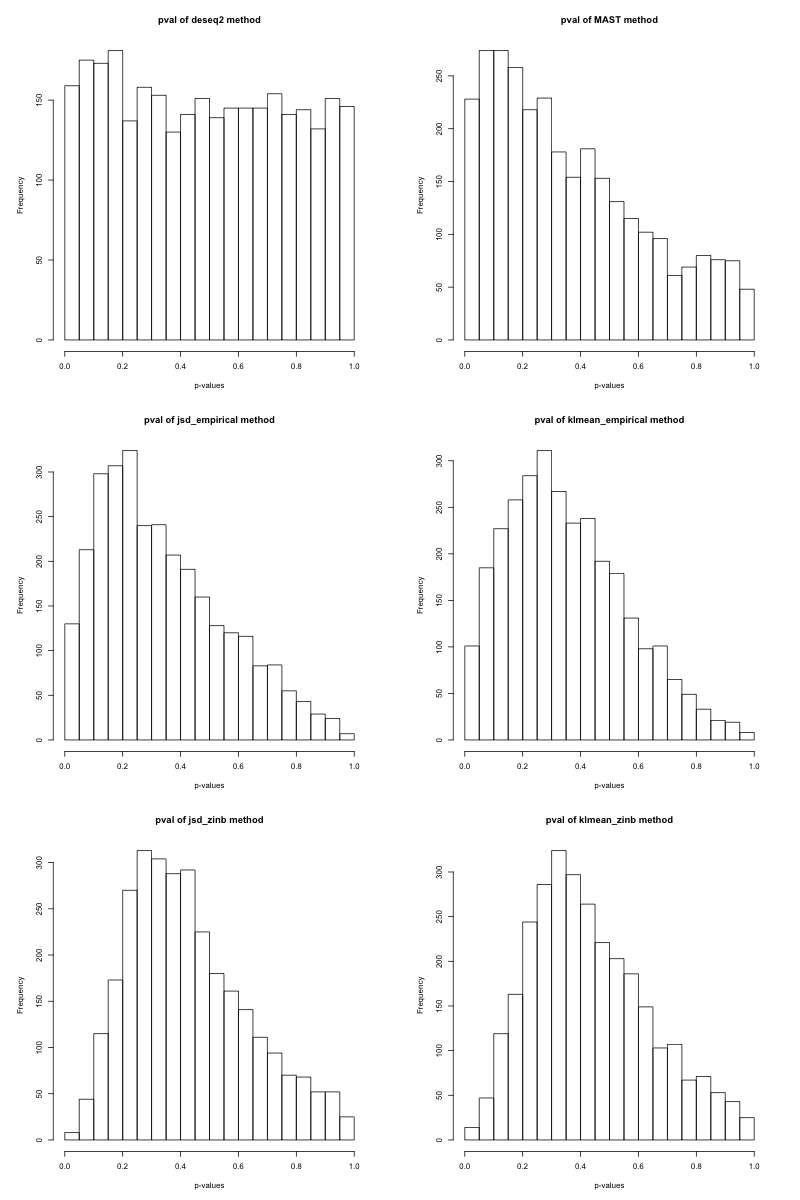 pval of deseq2 method
Frequency
0 50 100 150
0.0 0.2 0.4 0.6 0.8 1.0
p-values
pval of MAST method
Frequency
0 50 100 150 200 250
0.0 0.2 0.4 0.6 0.8 1.0
p-values
pval of jsd_empirical method
Frequency
0 50 100 150 200 250 300
0.0 0.2 0.4 0.6 0.8 1.0
p-values
pval of klmean_empirical method
Frequency
0 50 100 150 200 250 300
0.0 0.2 0.4 0.6 0.8 1.0
p-values
pval of jsd_zinb method
Frequency
0 50 100 150 200 250 300
0.0 0.2 0.4 0.6 0.8 1.0
p-values
pval of klmean_zinb method
Frequency
0 50 100 150 200 250 300
0.0 0.2 0.4 0.6 0.8 1.0
p-values